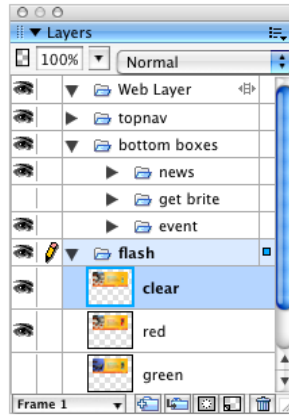 Layers
100% Normal
Web Layer
topnav
bottom boxes
news
get brite
event
flash
clear
red
green
Frame 1